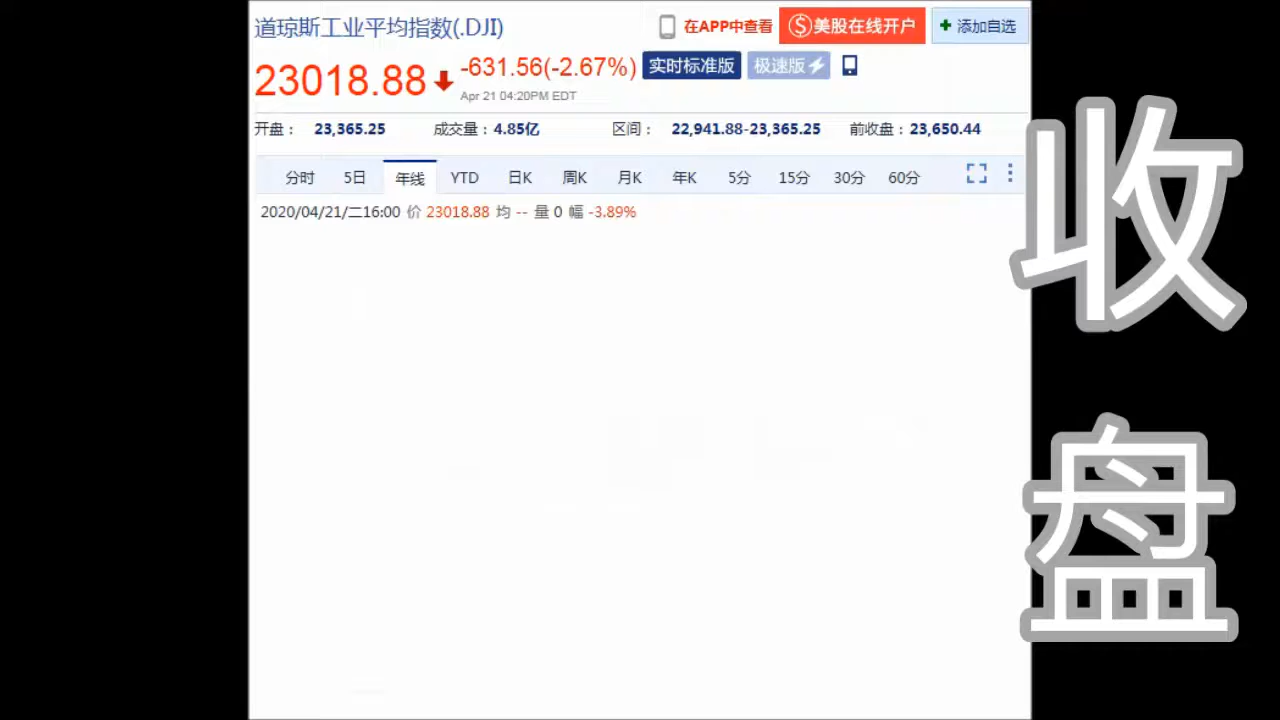 道琼斯工业平均指数(.DJI) 在APP中查看 美股在线开户 添加自选
23018.88 -631.56(-2.67%) 实时标准版 极速版
Apr 21 04:20PM EDT
开盘： 23,365.25 成交量：4.85亿 区间： 22,941.88-23,365.25 前收盘：23,650.44
分时 5日 年线 YTD 日K 周K 月K 年K 5分 15分 30分 60分
2020/04/21/二16:00 价 23018.88 均 -- 量 0 幅 -3.89%
收
盘